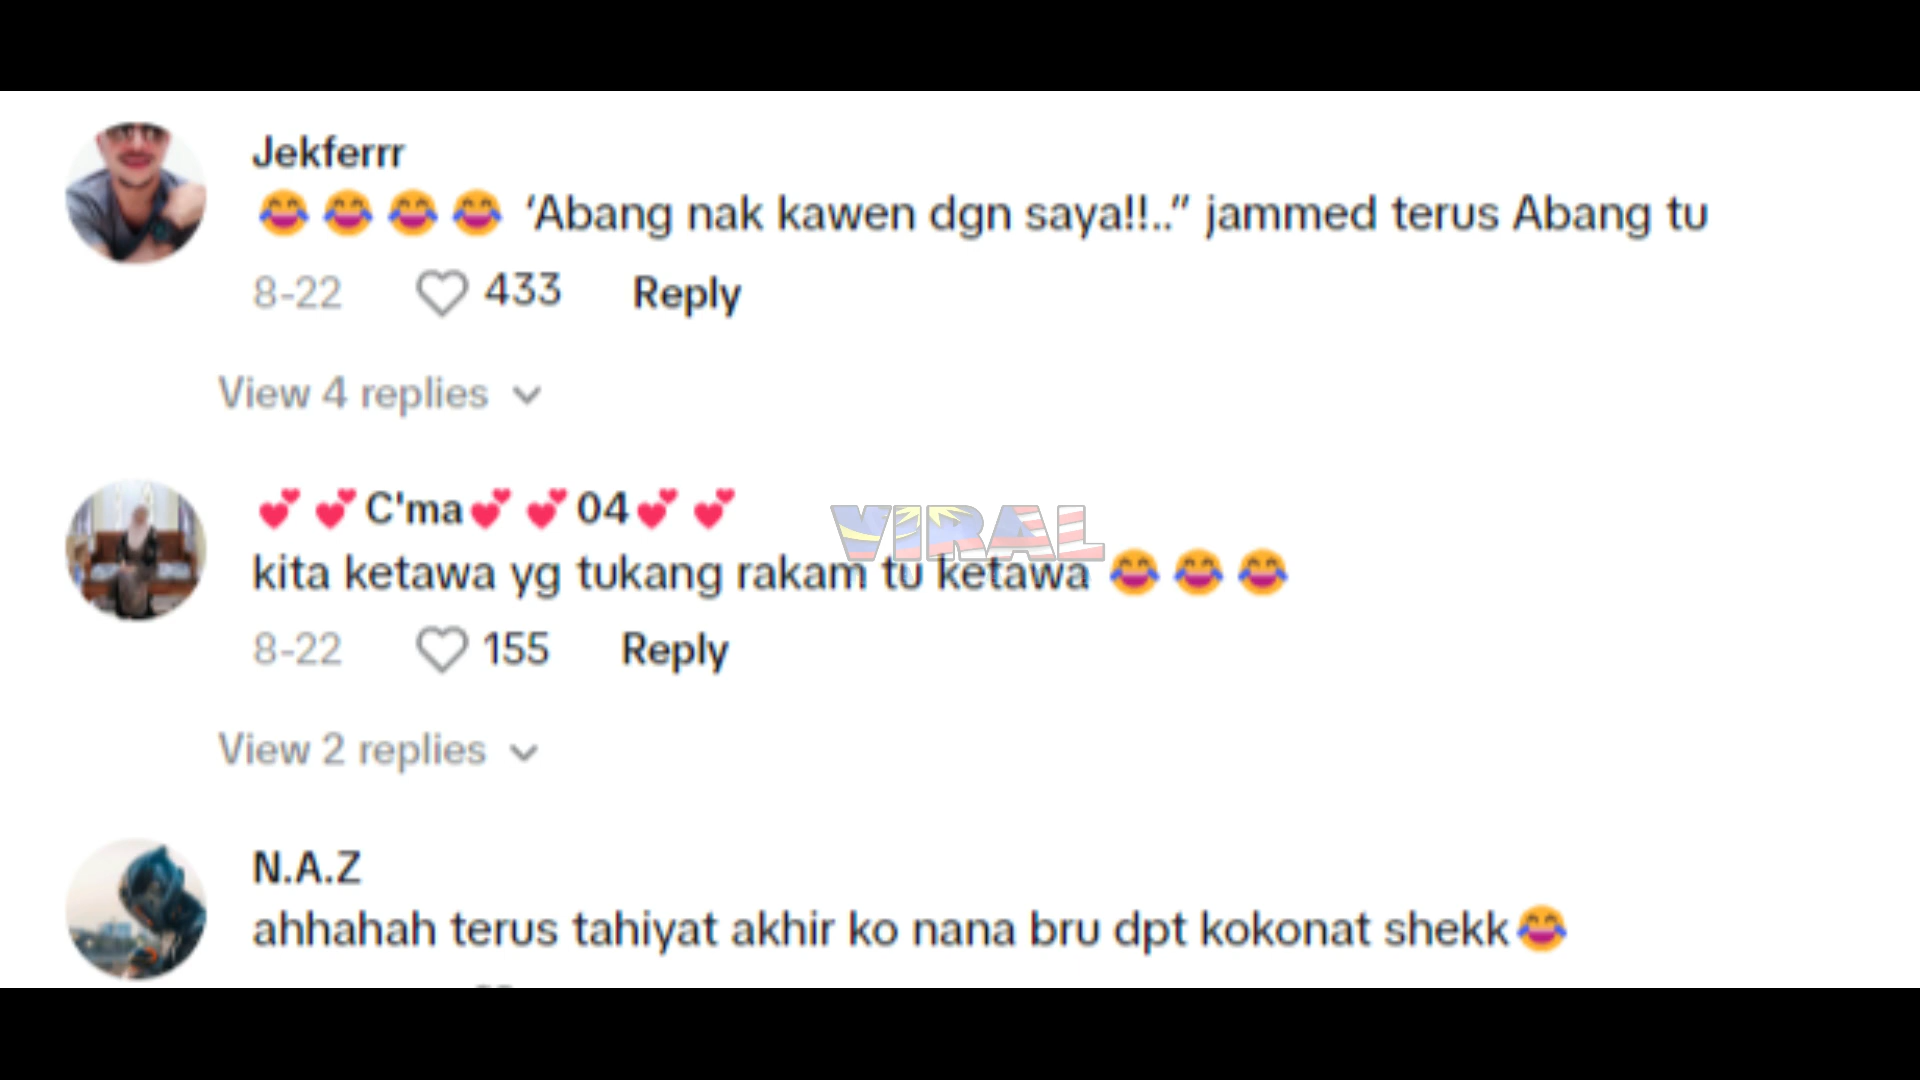 Jekferrr
😂😂😂😂 ‘Abang nak kawen dgn saya!!..” jammed terus Abang tu
8-22 433 Reply
View 4 replies
💕💕C'ma💕💕04💕💕
VIRAL
kita ketawa yg tukang rakam tu ketawa 😂😂😂
8-22 155 Reply
View 2 replies
N.A.Z
ahhahah terus tahiyat akhir ko nana bru dpt kokonat shekk😂